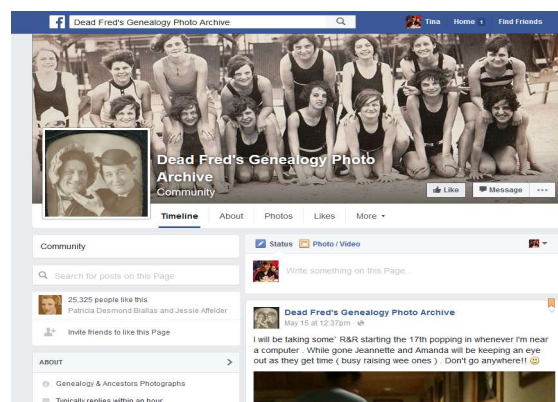 Dead Fred's Genealogy Photo Archive
Tina Home 1 Find Friends
Dead Fred's Genealogy Photo
Archive
Community
Like Message
Timeline About Photos Likes More
Community
Search for posts on this Page
25,325 people like this
Patricia Desmond Biallas and Jessie Affelder
Invite friends to like this Page
ABOUT
Genealogy & Ancestors Photographs
Typically replies within an hour
Status Photo / Video
Write something on this Page...
Dead Fred's Genealogy Photo Archive
May 15 at 12:37pm ·
I will be taking some` R&R starting the 17th popping in whenever I'm near
a computer . While gone Jeannette and Amanda will be keeping an eye
out as they get time ( busy raising wee ones ) . Don't go anywhere!!